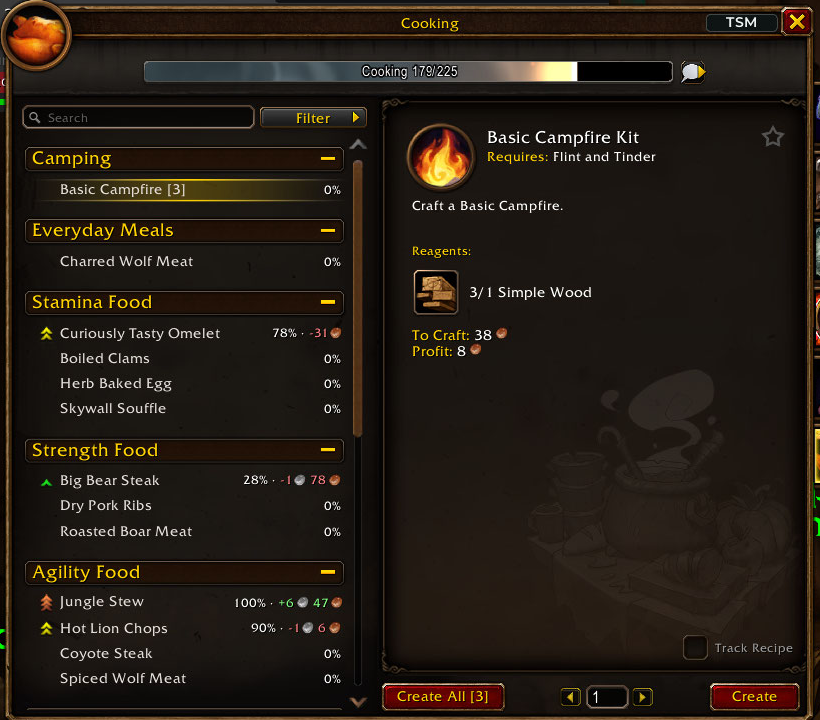 Cooking
TSM
Cooking 179/225
Search
Filter
Camping
Basic Campfire [3] 0%
Everyday Meals
Charred Wolf Meat 0%
Stamina Food
Curiously Tasty Omelet 78% · -31
Boiled Clams 0%
Herb Baked Egg 0%
Skywall Souffle 0%
Strength Food
Big Bear Steak 28% · -1 78
Dry Pork Ribs 0%
Roasted Boar Meat 0%
Agility Food
Jungle Stew 100% · +6 47
Hot Lion Chops 90% · -1 6
Coyote Steak 0%
Spiced Wolf Meat 0%
Basic Campfire Kit
Requires: Flint and Tinder
Craft a Basic Campfire.
Reagents:
3/1 Simple Wood
To Craft: 38
Profit: 8
Track Recipe
Create All [3]
1
Create